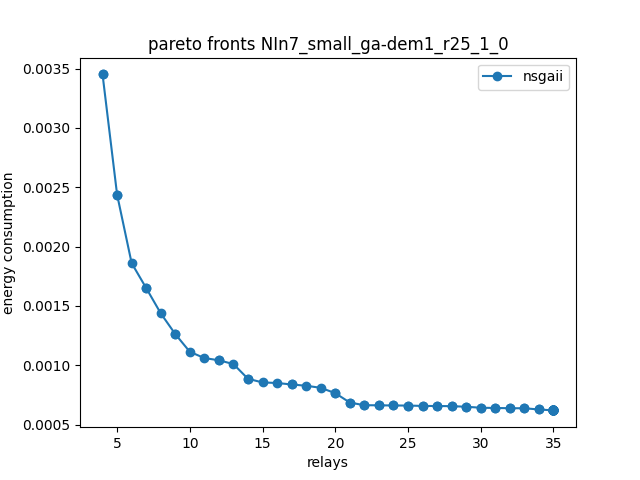 pareto fronts NIn7_small_ga-dem1_r25_1_0
nsgaii
energy consumption
0.0035
0.0030
0.0025
0.0020
0.0015
0.0010
0.0005
5 10 15 20 25 30 35
relays